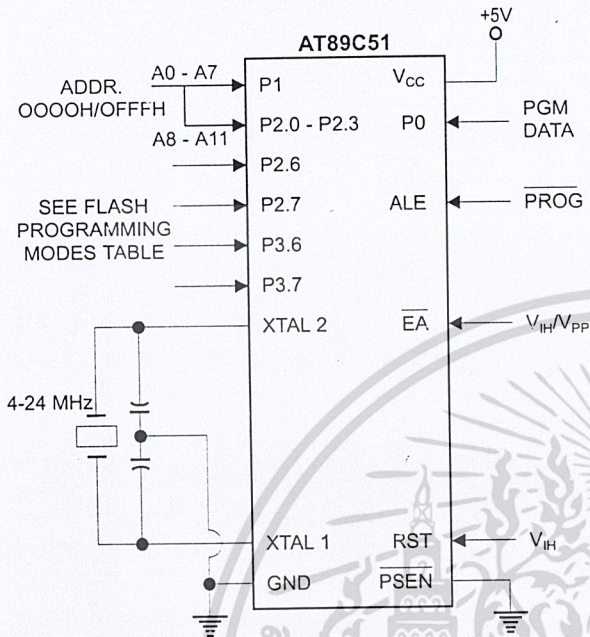 +5V
AT89C51
ADDR.
OOOOH/OFFFH
A0 - A7
A8 - A11
P1
P2.0 - P2.3
P2.6
P2.7
P3.6
P3.7
SEE FLASH
PROGRAMMING
MODES TABLE
XTAL 2
4-24 MHz
XTAL 1
GND
VCC
P0
PGM
DATA
ALE
PROG
EA
VIH/VPP
RST
VIH
PSEN